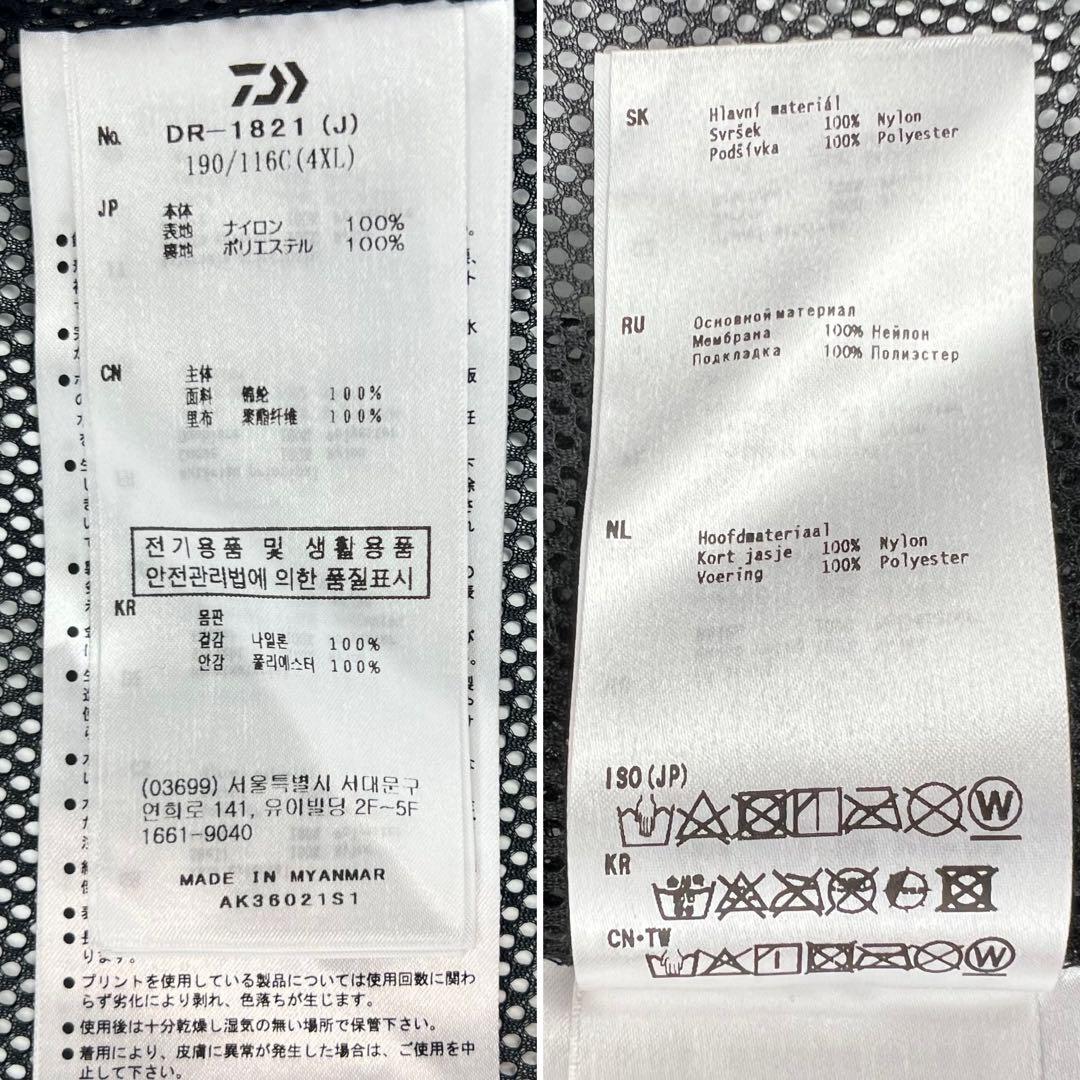 No. DR-1821 (J)
190/116C(4XL)
JP 本体
表地 ナイロン 100%
裏地 ポリエステル 100%
CN 主体
面料 锦纶 100%
里布 聚酯纤维 100%
전기용품 및 생활용품
안전관리법에 의한 품질표시
KR 몸판
겉감 나일론 100%
안감 폴리에스터 100%
(03699) 서울특별시 서대문구
연희로 141, 유이빌딩 2F~5F
1661-9040
MADE IN MYANMAR
AK36021S1
ります。
●プリントを使用している製品については使用回数に関わ
らず劣化により剥れ、色落ちが生じます。
●使用後は十分乾燥し湿気の無い場所で保管下さい。
●着用により、皮膚に異常が発生した場合は、ご使用を中
止して下さい。
SK Hlavní materiál
Svršek 100% Nylon
Podšívka 100% Polyester
RU Основной материал
Мембрана 100% Нейлон
Подкладка 100% Полиэстер
NL Hoofdmateriaal
Kort jasje 100% Nylon
Voering 100% Polyester
ISO(JP)
W
KR
CN·TW
W